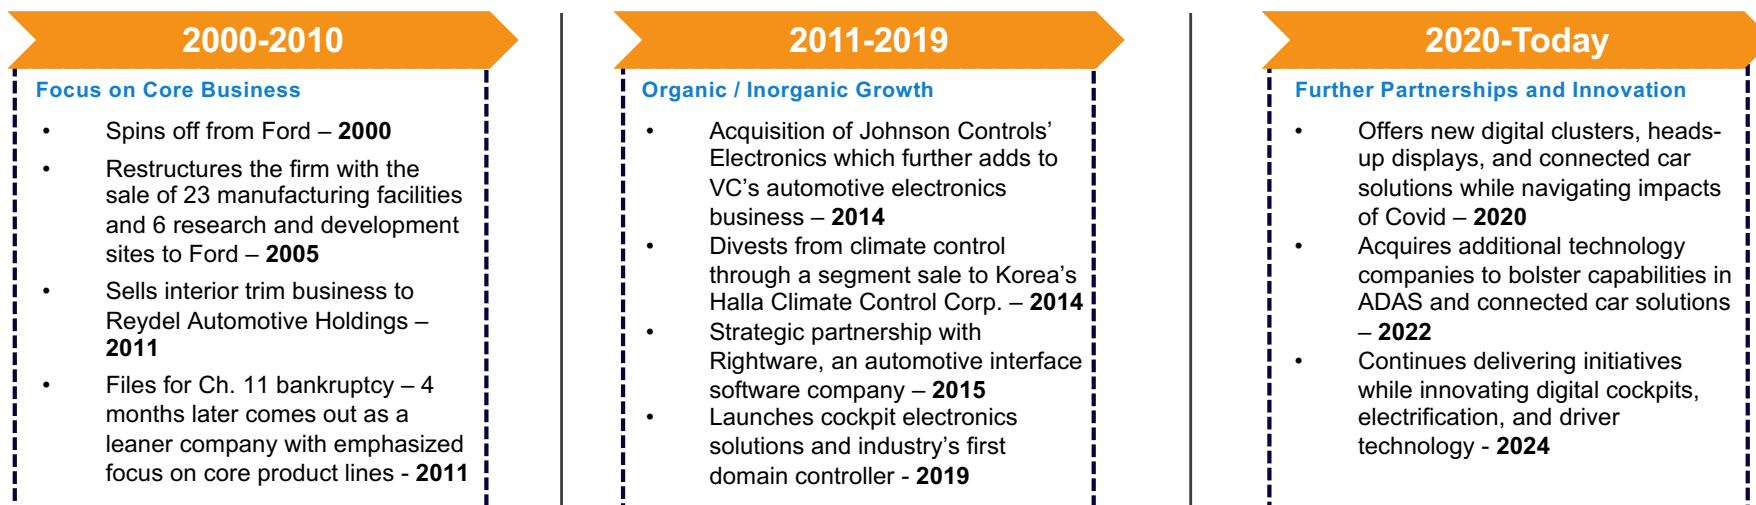 2000-2010
Focus on Core Business
• Spins off from Ford – 2000
• Restructures the firm with the
sale of 23 manufacturing facilities
and 6 research and development
sites to Ford – 2005
• Sells interior trim business to
Reydel Automotive Holdings –
2011
• Files for Ch. 11 bankruptcy – 4
months later comes out as a
leaner company with emphasized
focus on core product lines - 2011
2011-2019
Organic / Inorganic Growth
• Acquisition of Johnson Controls’
Electronics which further adds to
VC’s automotive electronics
business – 2014
• Divests from climate control
through a segment sale to Korea’s
Halla Climate Control Corp. – 2014
• Strategic partnership with
Rightware, an automotive interface
software company – 2015
• Launches cockpit electronics
solutions and industry’s first
domain controller - 2019
2020-Today
Further Partnerships and Innovation
• Offers new digital clusters, heads-
up displays, and connected car
solutions while navigating impacts
of Covid – 2020
• Acquires additional technology
companies to bolster capabilities in
ADAS and connected car solutions
– 2022
• Continues delivering initiatives
while innovating digital cockpits,
electrification, and driver
technology - 2024